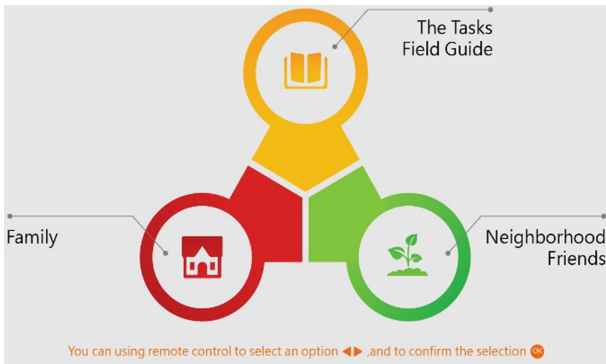 The Tasks
Field Guide
Family
Neighborhood
Friends
You can using remote control to select an option ◀▶ ,and to confirm the selection OK